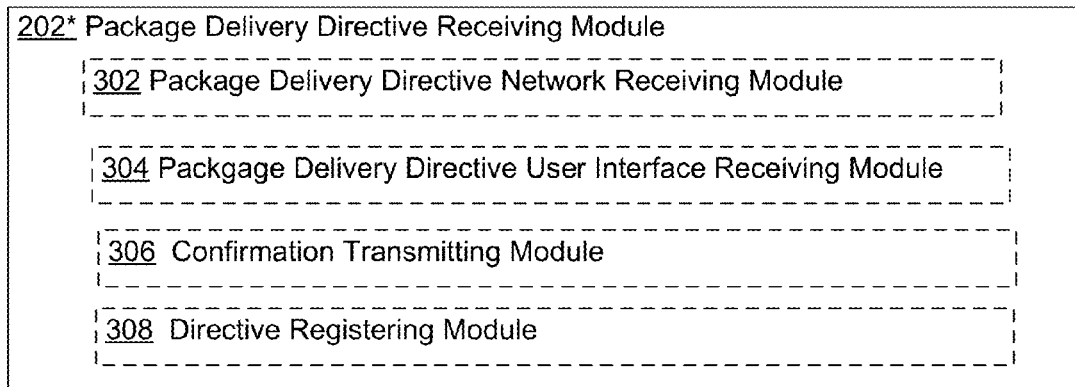 202* Package Delivery Directive Receiving Module
302 Package Delivery Directive Network Receiving Module
304 Packgage Delivery Directive User Interface Receiving Module
306 Confirmation Transmitting Module
308 Directive Registering Module